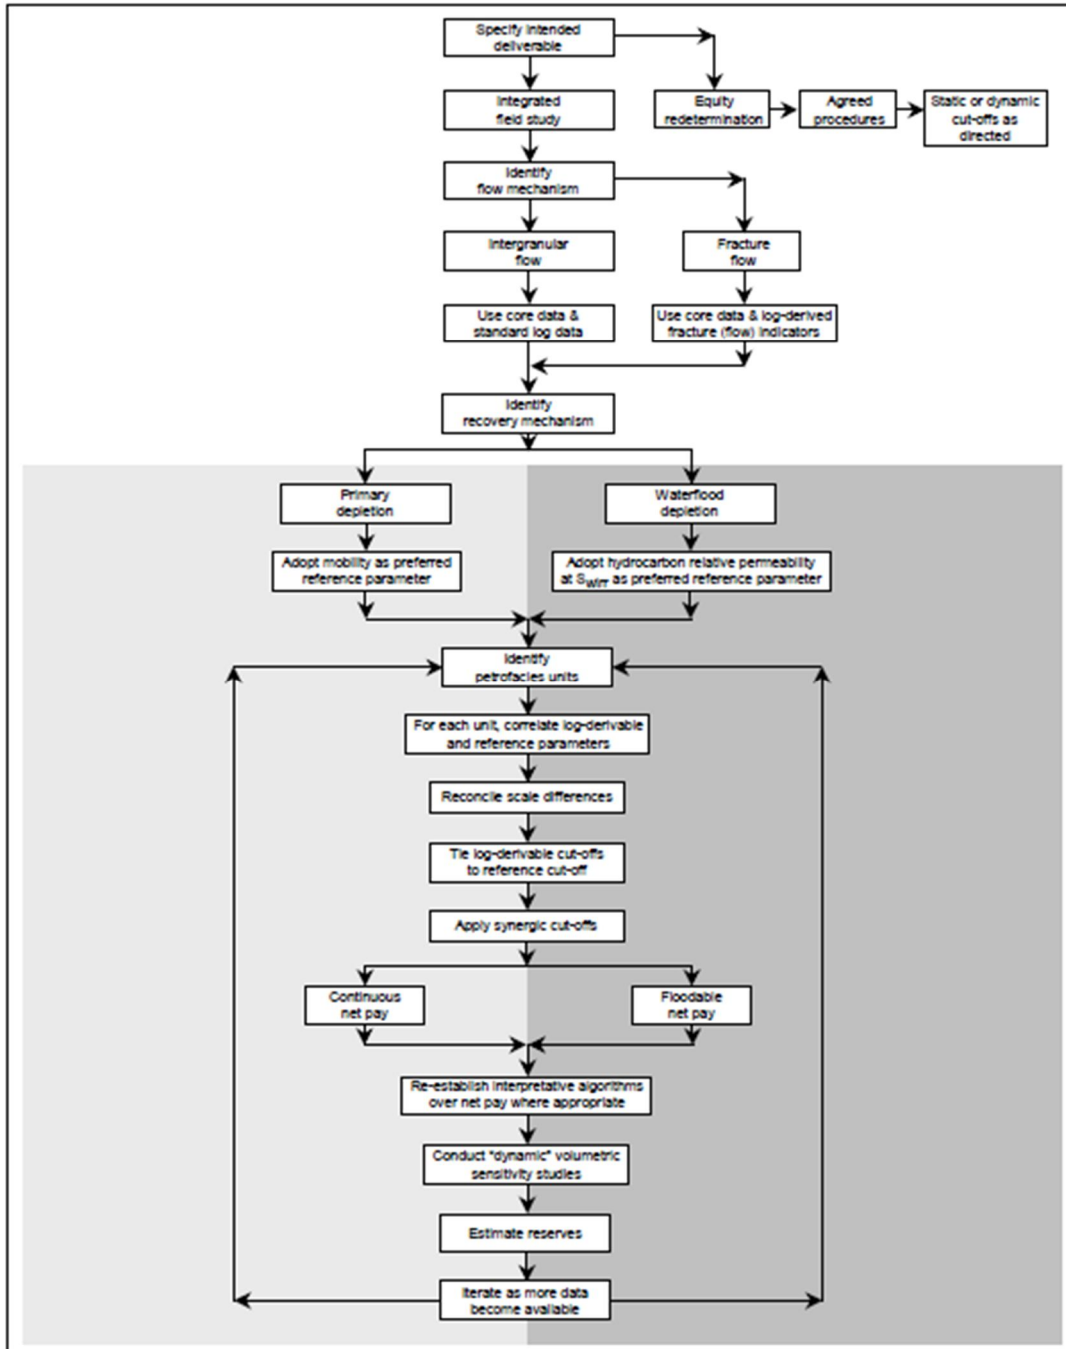 Specify intended
deliverable
Integrated
field study
Equity
redetermination
Agreed
procedures
Static or dynamic
cut-offs as
directed
Identify
flow mechanism
Intergranular
flow
Fracture
flow
Use core data &
standard log data
Use core data & log-derived
fracture (flow) indicators
Identify
recovery mechanism
Primary
depletion
Waterflood
depletion
Adopt mobility as preferred
reference parameter
Adopt hydrocarbon relative permeability
at Swirr as preferred reference parameter
Identify
petrofacies units
For each unit, correlate log-derivable
and reference parameters
Reconcile scale differences
Tie log-derivable cut-offs
to reference cut-off
Apply synergic cut-offs
Continuous
net pay
Floodable
net pay
Re-establish interpretative algorithms
over net pay where appropriate
Conduct "dynamic" volumetric
sensitivity studies
Estimate reserves
Iterate as more data
become available